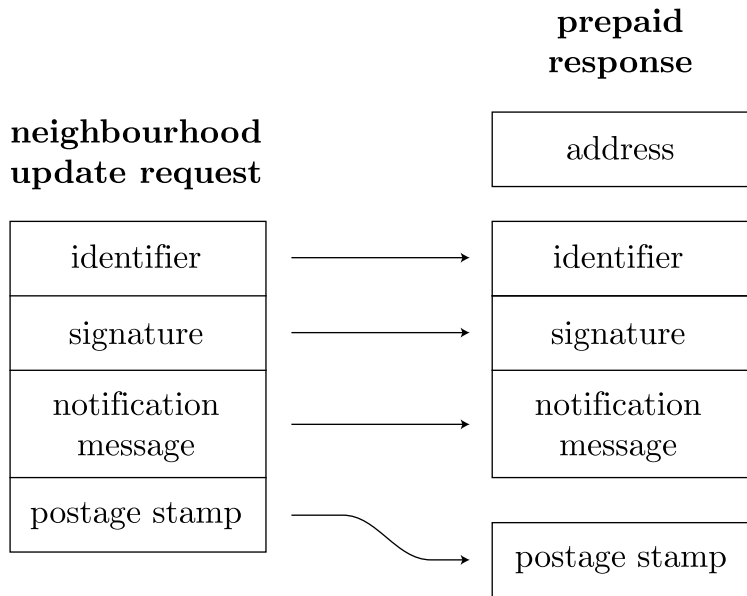 neighbourhood
update request
identifier
signature
notification
message
postage stamp
prepaid
response
address
identifier
signature
notification
message
postage stamp